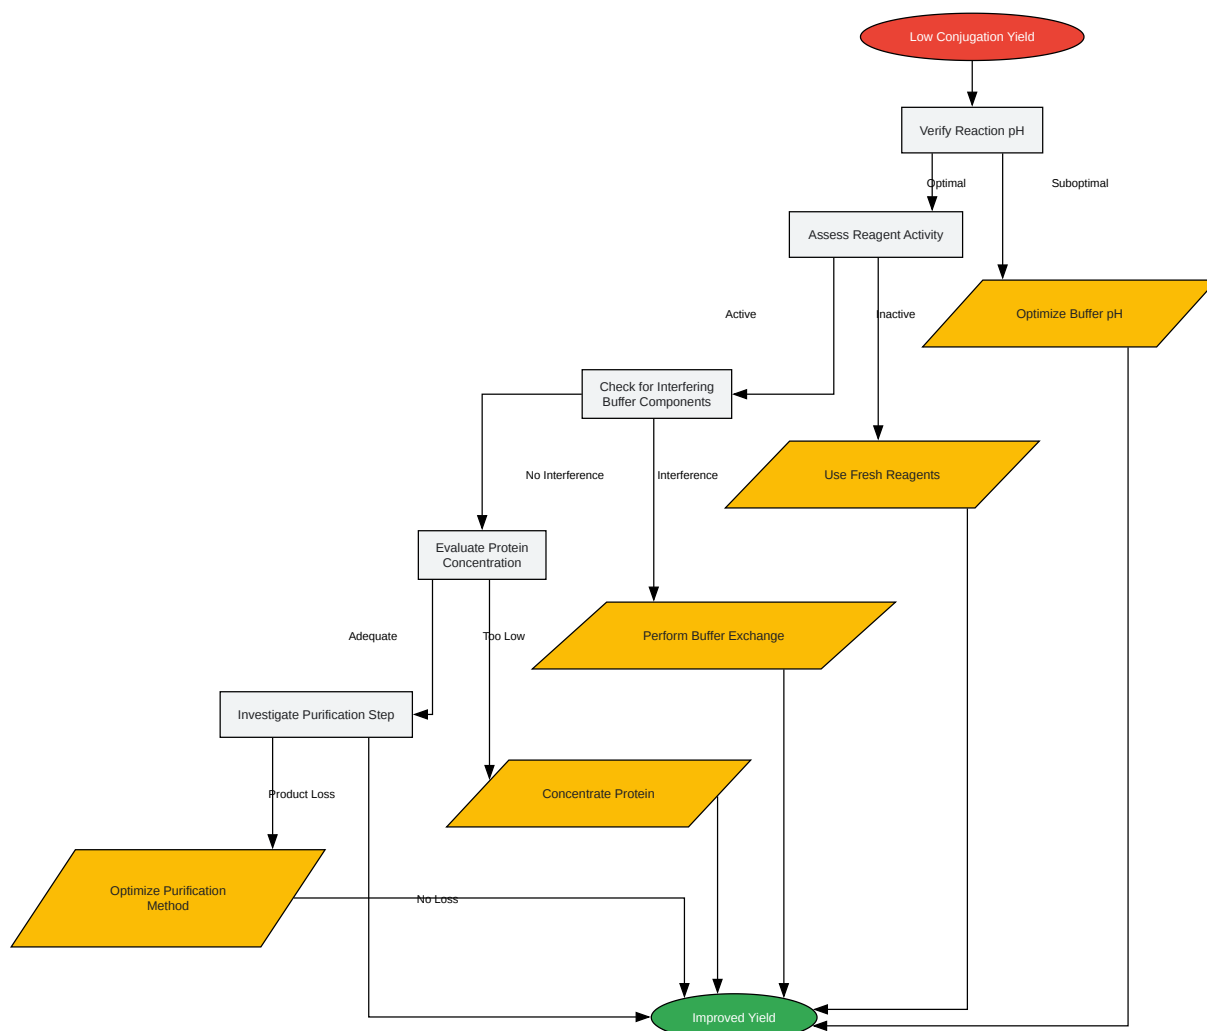 Low Conjugation Yield
Verify Reaction pH
Optimal
Suboptimal
Assess Reagent Activity
Optimize Buffer pH
Active
Inactive
Check for Interfering
Buffer Components
Use Fresh Reagents
No Interference
Interference
Evaluate Protein
Concentration
Perform Buffer Exchange
Adequate
Too Low
Investigate Purification Step
Concentrate Protein
Product Loss
Optimize Purification
Method
No Loss
Improved Yield